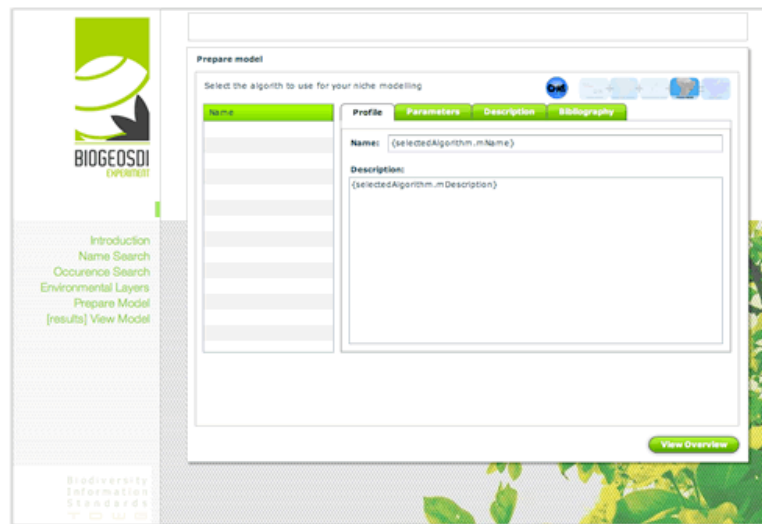 BIOGEOSDI
EXPERIMENT
Introduction
Name Search
Occurence Search
Environmental Layers
Prepare Model
[results] View Model
Biodiversity
Information
Standards
T D W G
Prepare model
Select the algorith to use for your niche modelling
Name
Profile
Parameters
Description
Bibliography
Name: {selectedAlgorithm.mName}
Description:
{selectedAlgorithm.mDescription}
View Overview